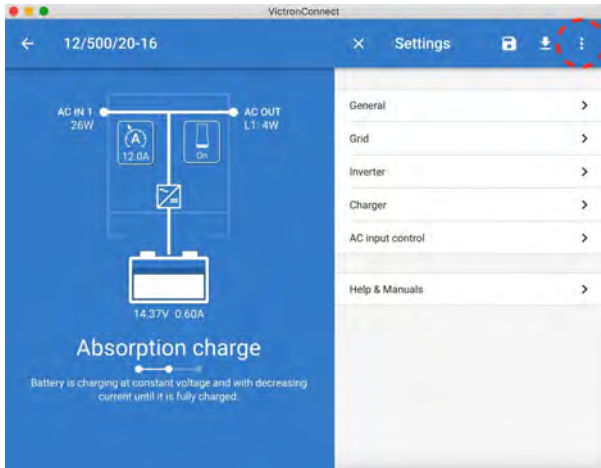 VictronConnect
12/500/20-16
Settings
AC IN 1
26W
AC OUT
L1: 4W
A
12.0A
On
14.37V 0.60A
Absorption charge
Battery is charging at constant voltage and with decreasing
current until it is fully charged.
General
Grid
Inverter
Charger
AC input control
Help & Manuals